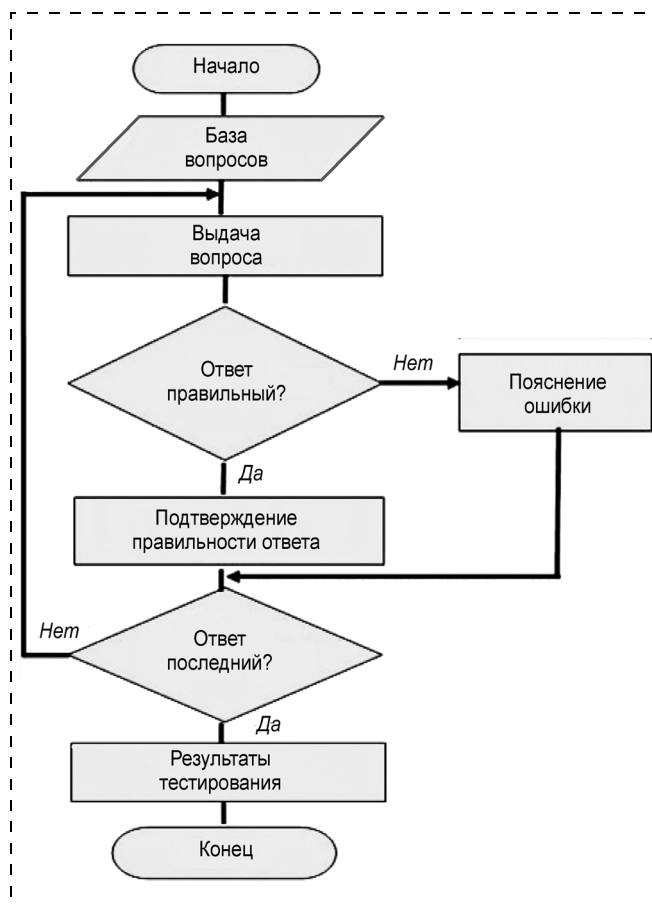 Начало
База
вопросов
Выдача
вопроса
Ответ
правильный?
Нет
Пояснение
ошибки
Да
Подтверждение
правильности ответа
Нет
Ответ
последний?
Да
Результаты
тестирования
Конец